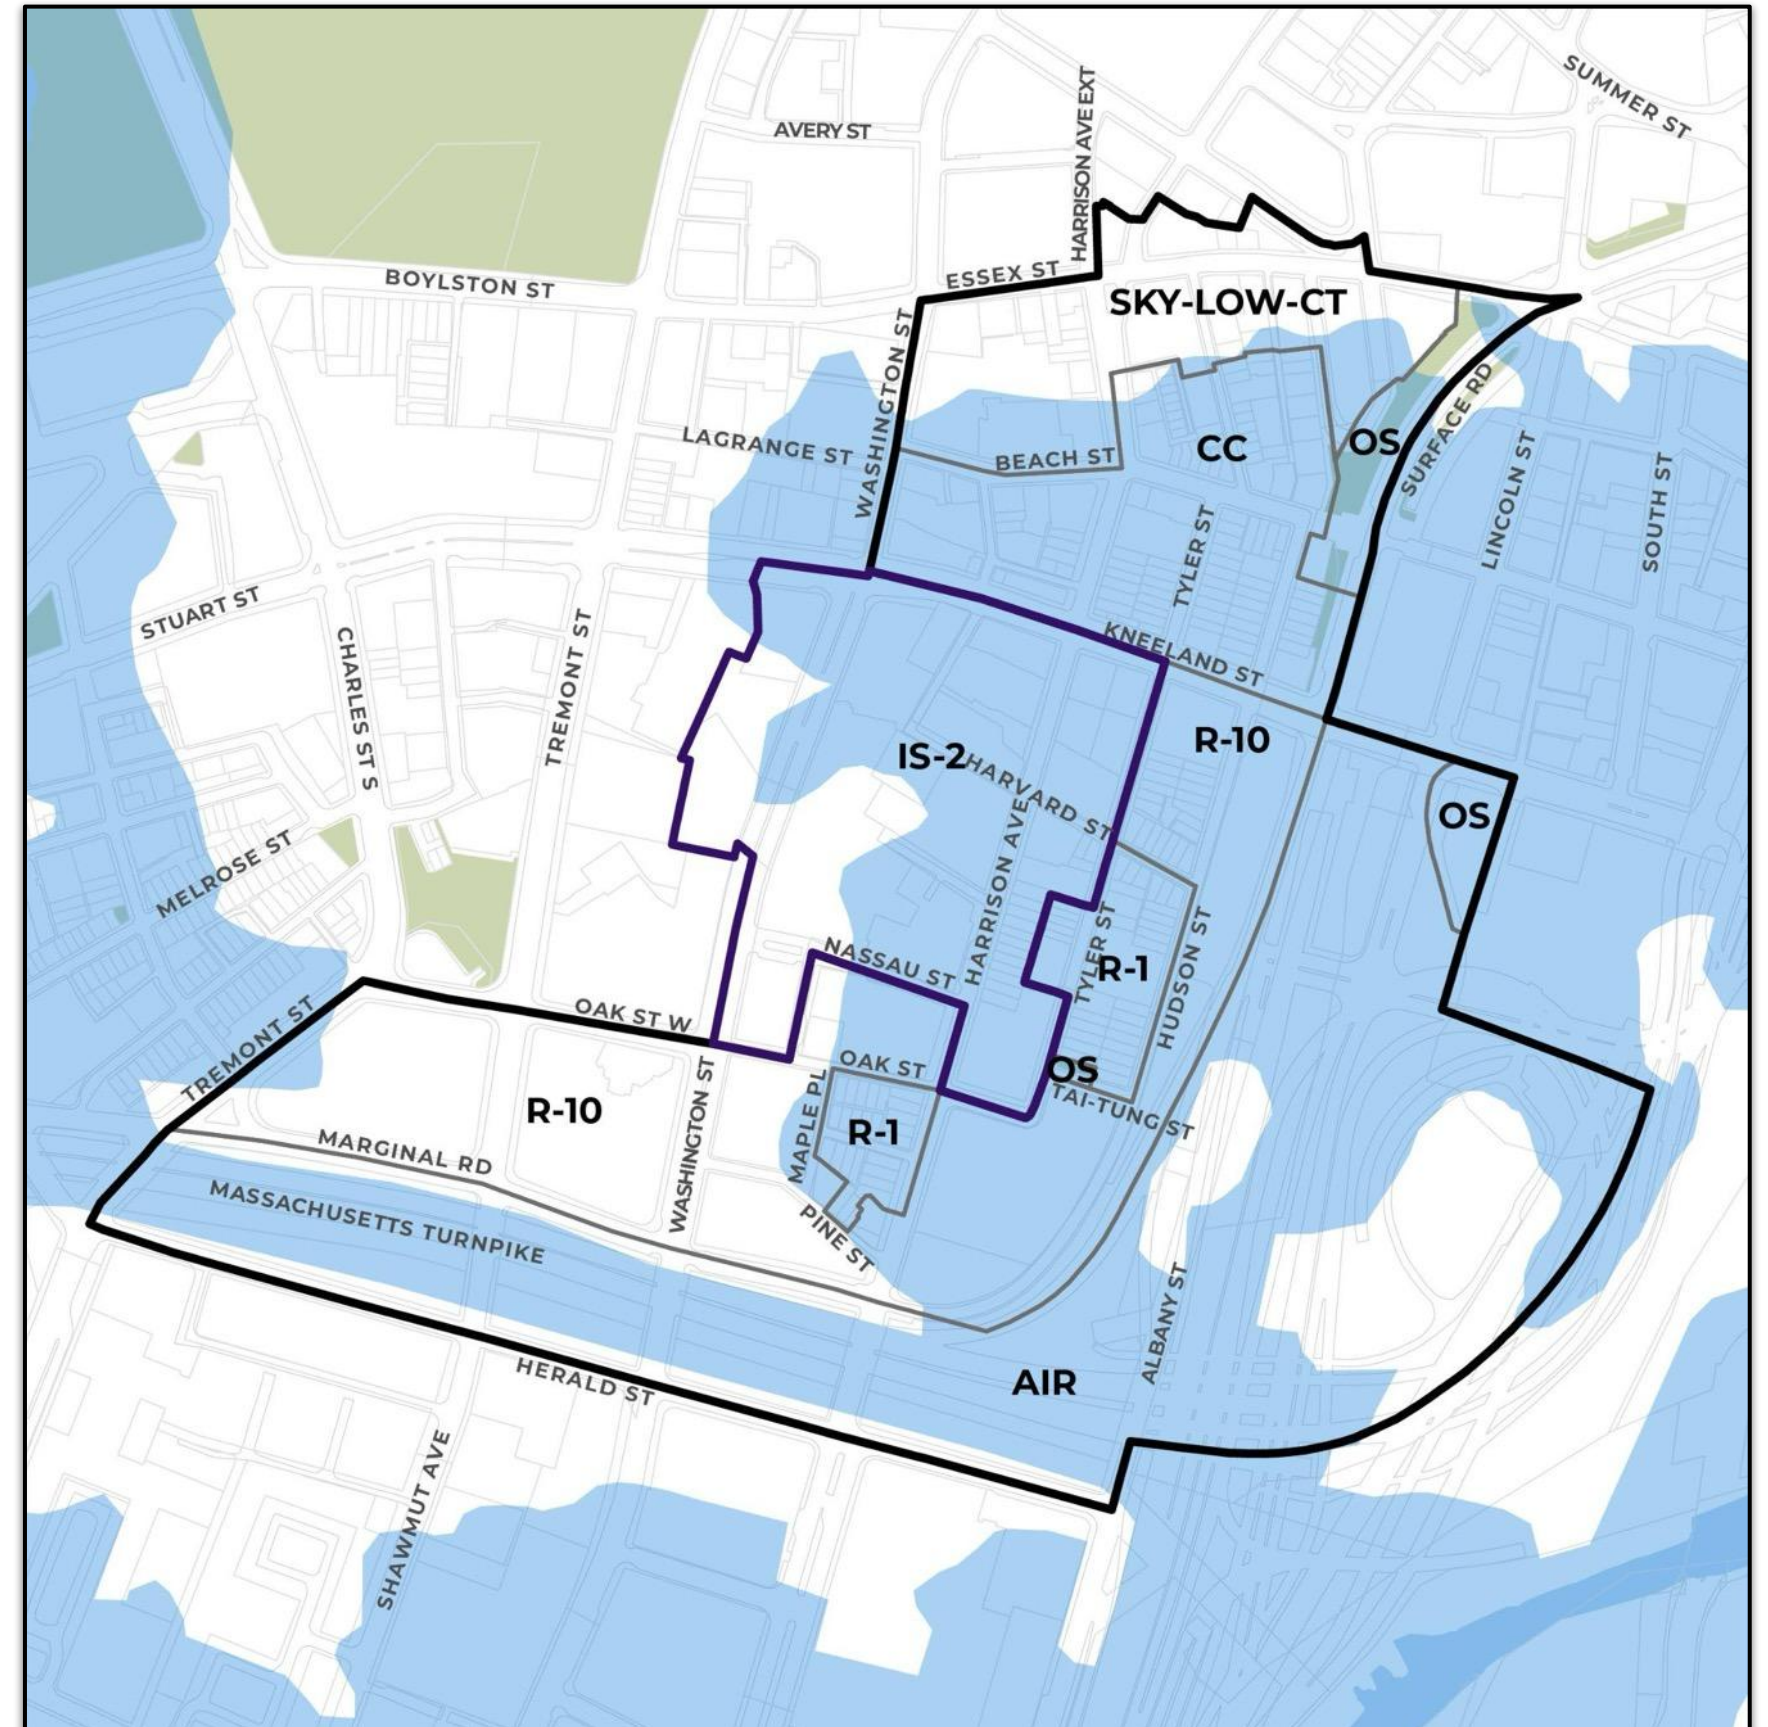 SUMMER ST
AVERY ST
HARRISON AVE EXT
BOYLSTON ST
ESSEX ST
SKY-LOW-CT
WASHINGTON ST
LAGRANGE ST
BEACH ST
CC
OS
SURFACE RD
LINCOLN ST
SOUTH ST
TYLER ST
STUART ST
CHARLES ST S
TREMONT ST
KNEELAND ST
R-10
IS-2
HARVARD ST
OS
MELROSE ST
HARRISON AVE
NASSAU ST
TYLER ST
R-1
HUDSON ST
OAK ST W
TREMONT ST
OAK ST
OS
TAI-TUNG ST
R-10
WASHINGTON ST
MAPLE PL
R-1
MARGINAL RD
MASSACHUSETTS TURNPIKE
PINE ST
ALBANY ST
AIR
HERALD ST
SHAWMUT AVE